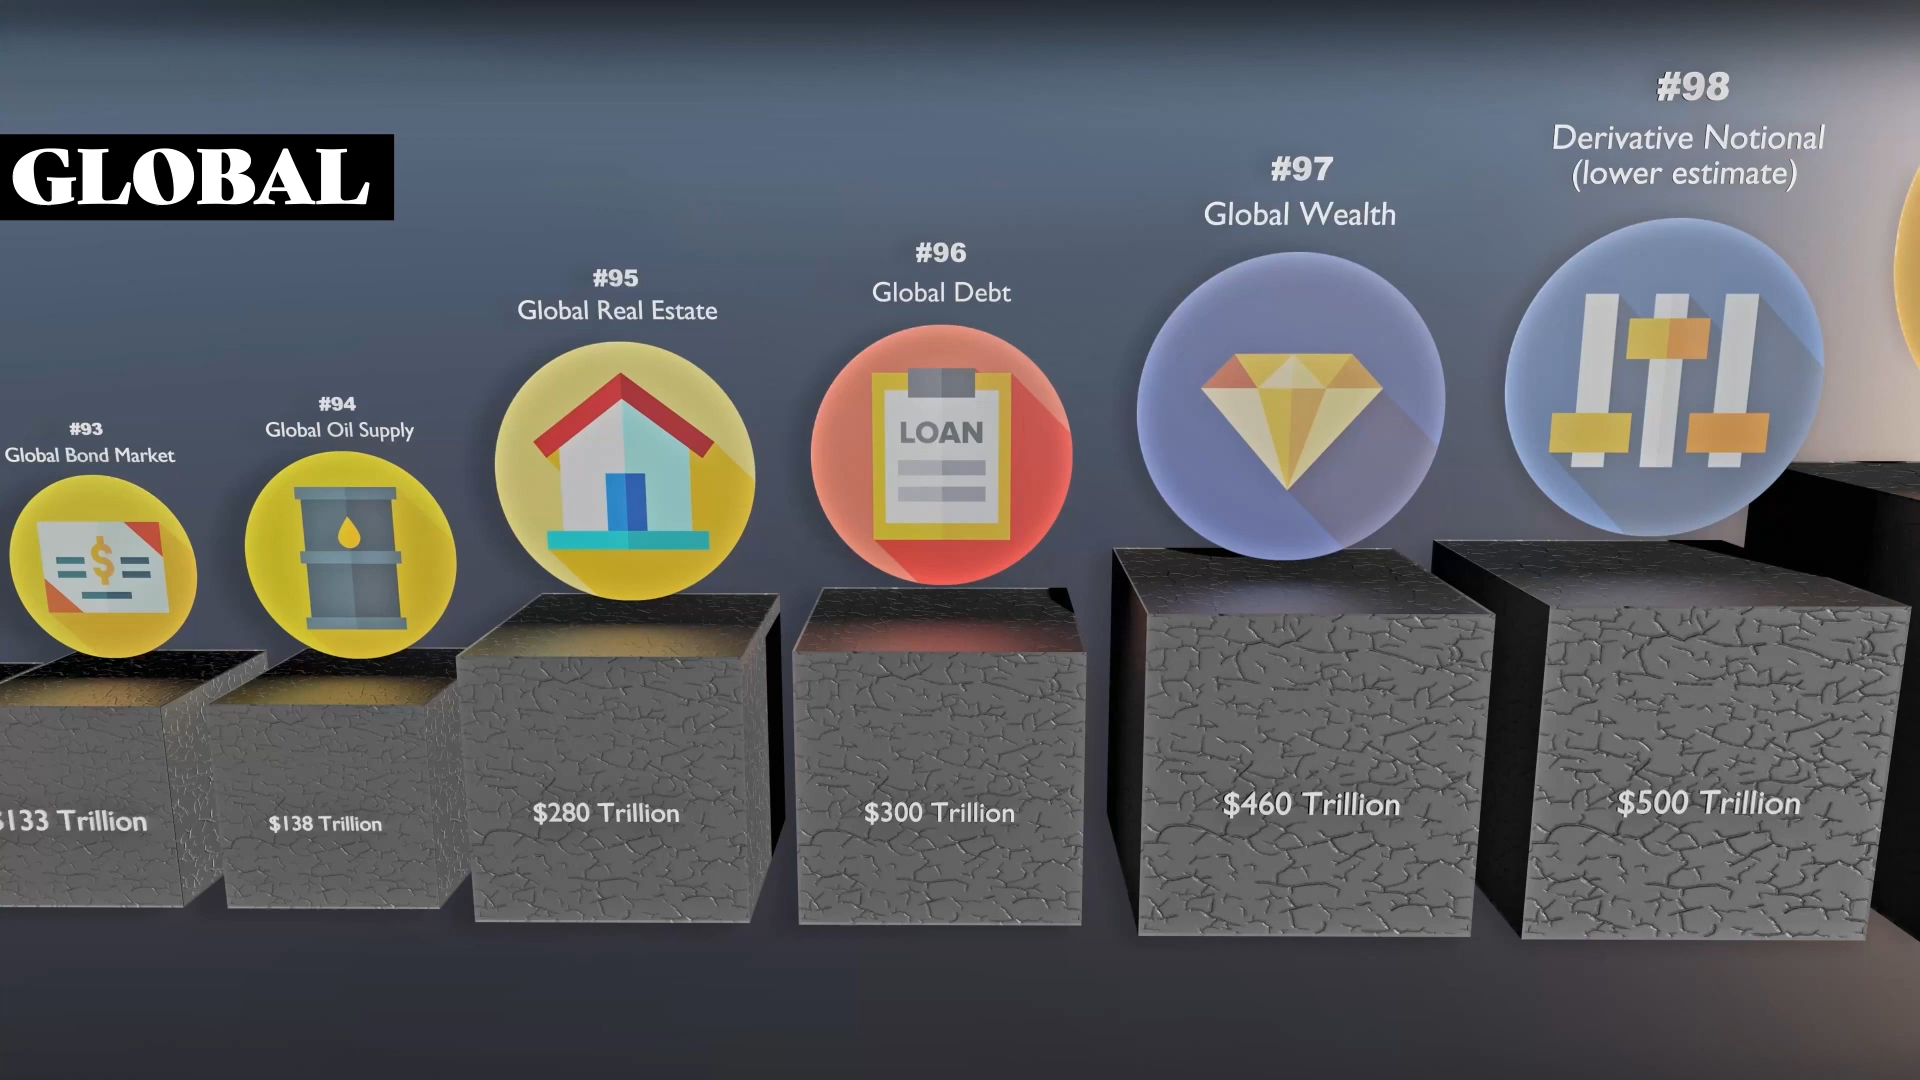 GLOBAL
#93
Global Bond Market
$133 Trillion
#94
Global Oil Supply
$138 Trillion
#95
Global Real Estate
$280 Trillion
#96
Global Debt
LOAN
$300 Trillion
#97
Global Wealth
$460 Trillion
#98
Derivative Notional
(lower estimate)
$500 Trillion